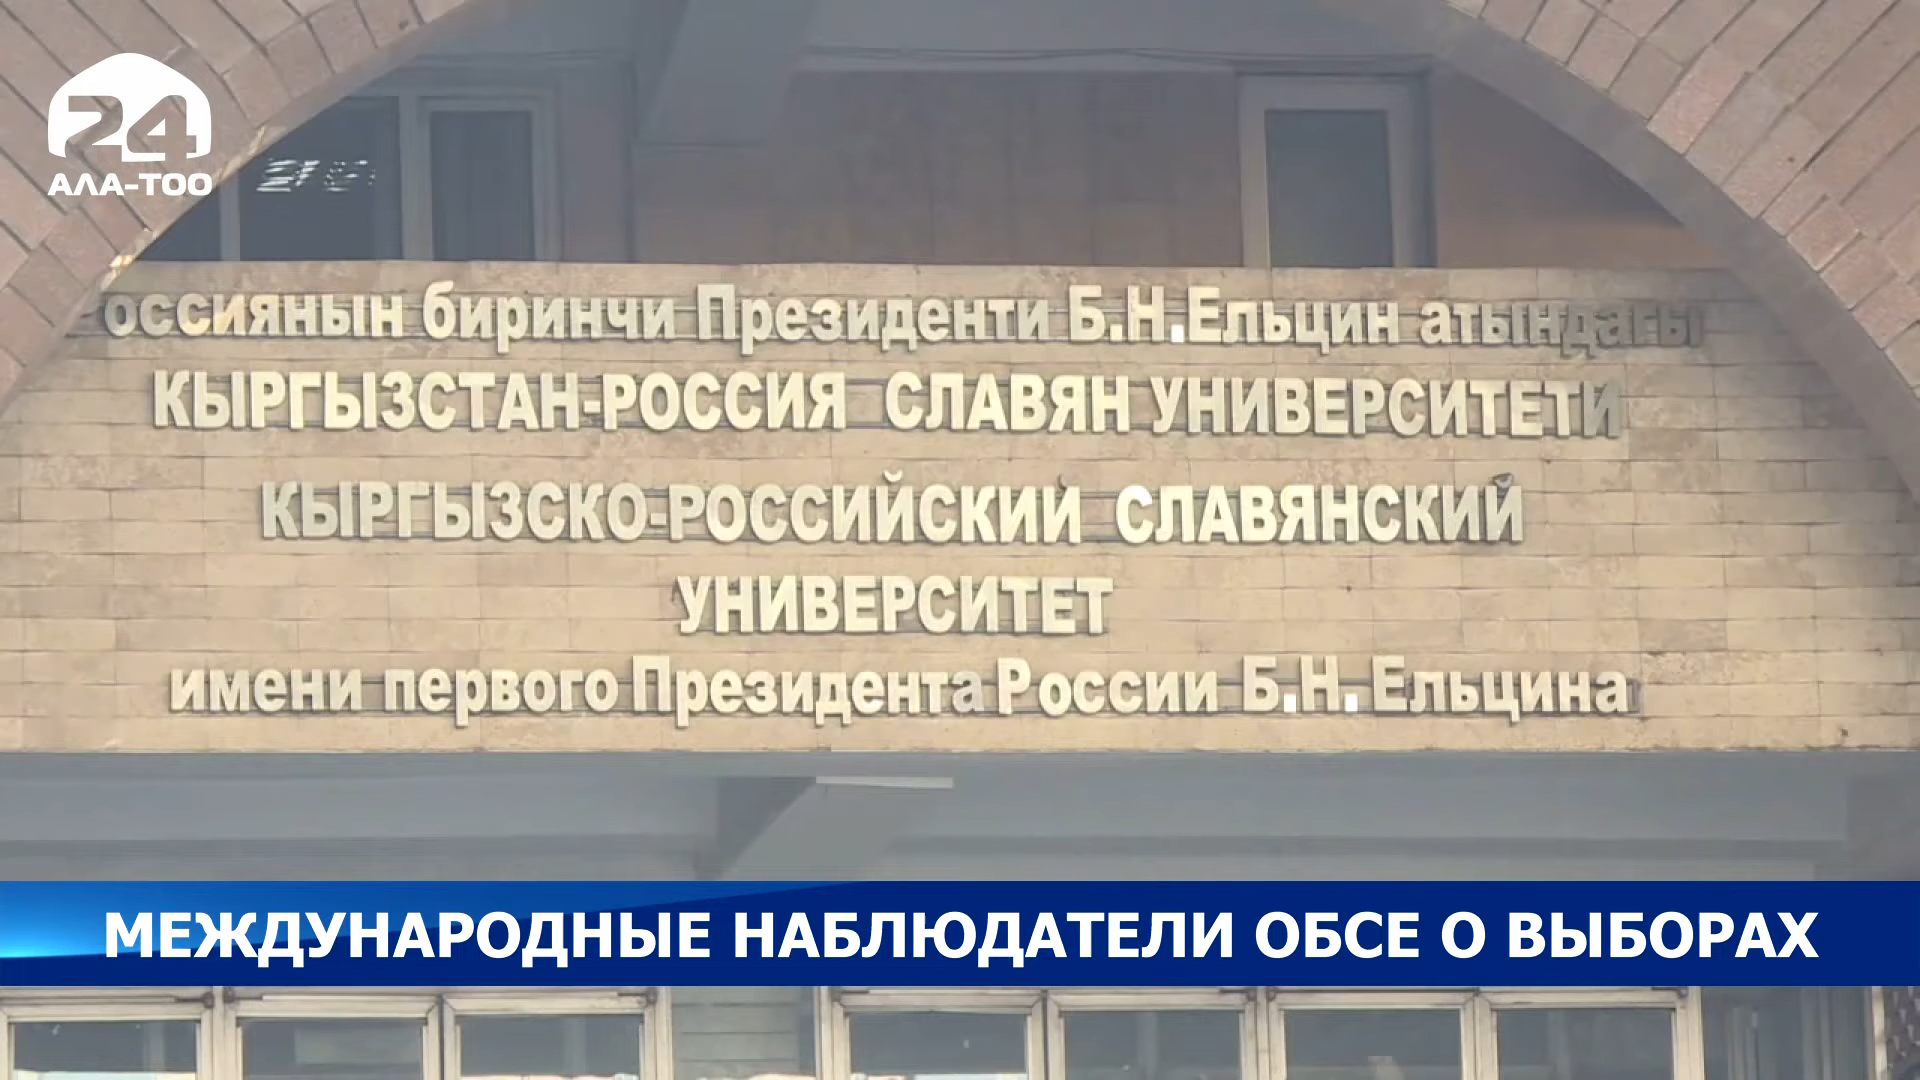 24
АЛА-ТОО
Россиянын биринчи Президенти Б.Н.Ельцин атындагы
КЫРГЫЗСТАН-РОССИЯ СЛАВЯН УНИВЕРСИТЕТИ
КЫРГЫЗСКО-РОССИЙСКИЙ СЛАВЯНСКИЙ
УНИВЕРСИТЕТ
имени первого Президента России Б.Н. Ельцина
МЕЖДУНАРОДНЫЕ НАБЛЮДАТЕЛИ ОБСЕ О ВЫБОРАХ